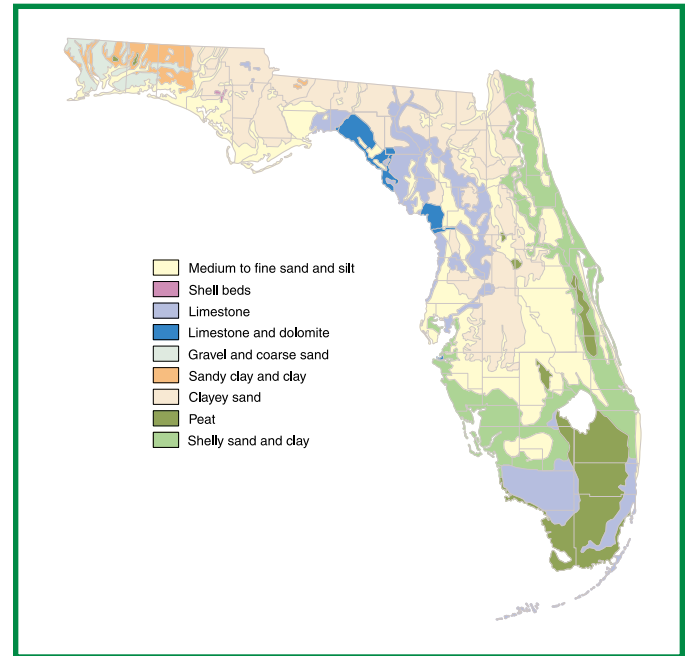 Medium to fine sand and silt
Shell beds
Limestone
Limestone and dolomite
Gravel and coarse sand
Sandy clay and clay
Clayey sand
Peat
Shelly sand and clay